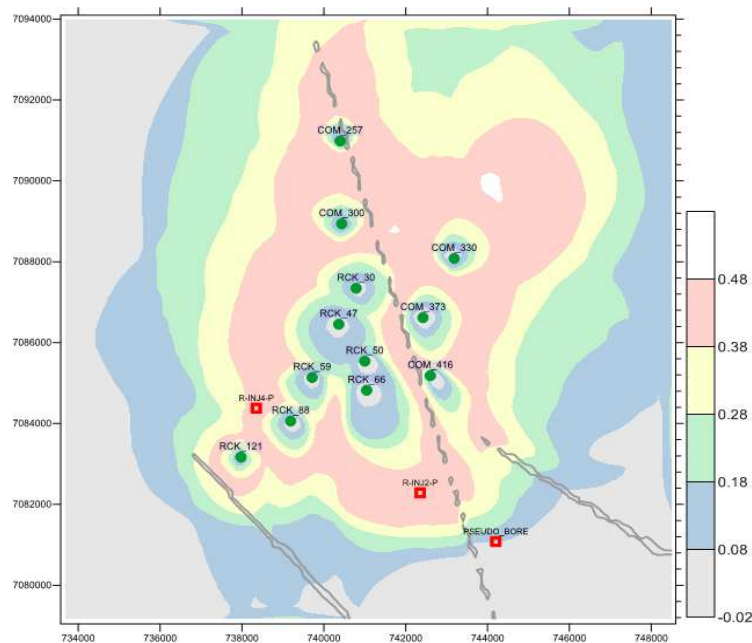 7094000
7092000
7090000
7088000
7086000
7084000
7082000
7080000
734000 736000 738000 740000 742000 744000 746000 748000
COM_257
COM_300
COM_330
RCK_30
COM_373
RCK_47
RCK_50
COM_416
RCK_59
RCK_66
R-INJ4-P
RCK_88
RCK_121
R-INJ2-P
PSEUDO_BORE
0.48
0.38
0.28
0.18
0.08
-0.02